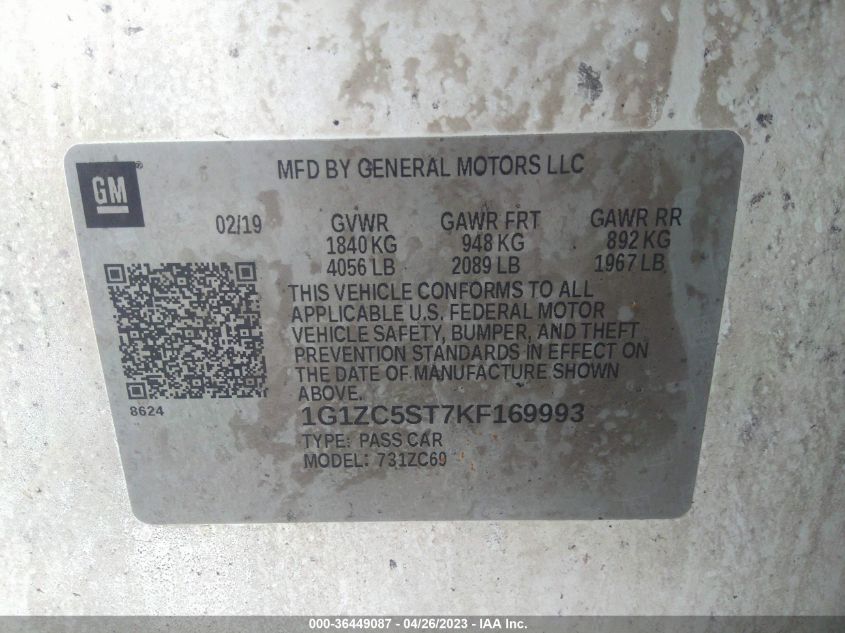 MFD BY GENERAL MOTORS LLC
GM®
02/19 GVWR GAWR FRT GAWR RR
1840 KG 948 KG 892 KG
4056 LB 2089 LB 1967 LB
THIS VEHICLE CONFORMS TO ALL
APPLICABLE U.S. FEDERAL MOTOR
VEHICLE SAFETY, BUMPER, AND THEFT
PREVENTION STANDARDS IN EFFECT ON
THE DATE OF MANUFACTURE SHOWN
ABOVE.
8624
1G1ZC5ST7KF169993
TYPE: PASS CAR
MODEL: 731ZC69
000-36449087 - 04/26/2023 - IAA Inc.